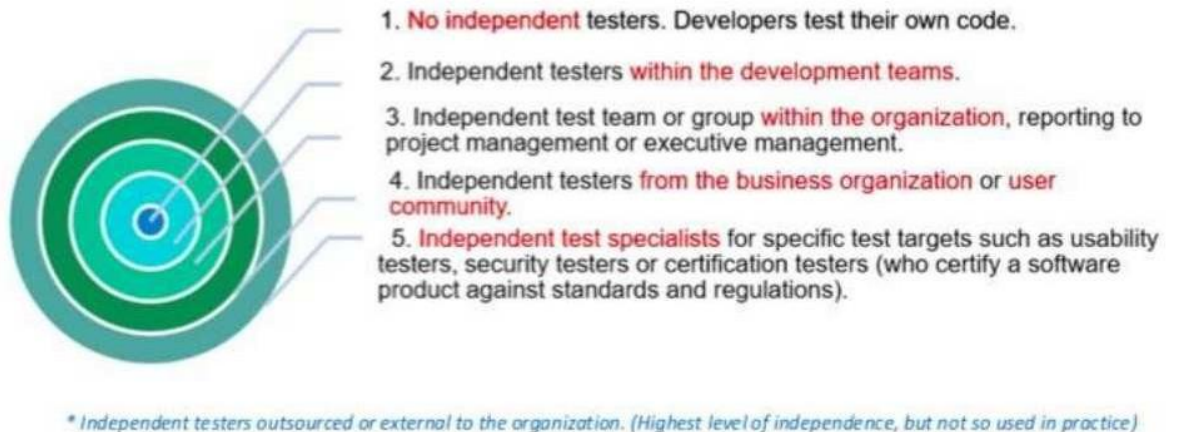 1. No independent testers. Developers test their own code.
2. Independent testers within the development teams.
3. Independent test team or group within the organization, reporting to
project management or executive management.
4. Independent testers from the business organization or user
community.
5. Independent test specialists for specific test targets such as usability
testers, security testers or certification testers (who certify a software
product against standards and regulations).
* Independent testers outsourced or external to the organization. (Highest level of independence, but not so used in practice)